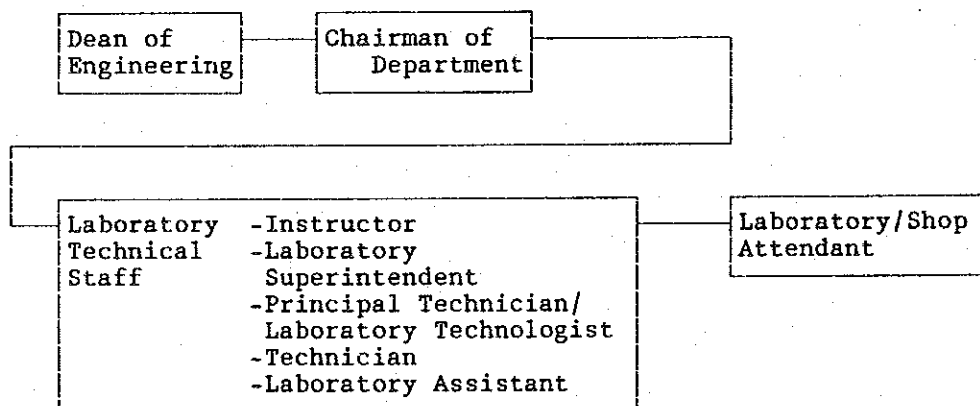 Dean of
Engineering
Chairman of
Department
Laboratory -Instructor
Technical -Laboratory
Staff Superintendent
-Principal Technician/
Laboratory Technologist
-Technician
-Laboratory Assistant
Laboratory/Shop
Attendant